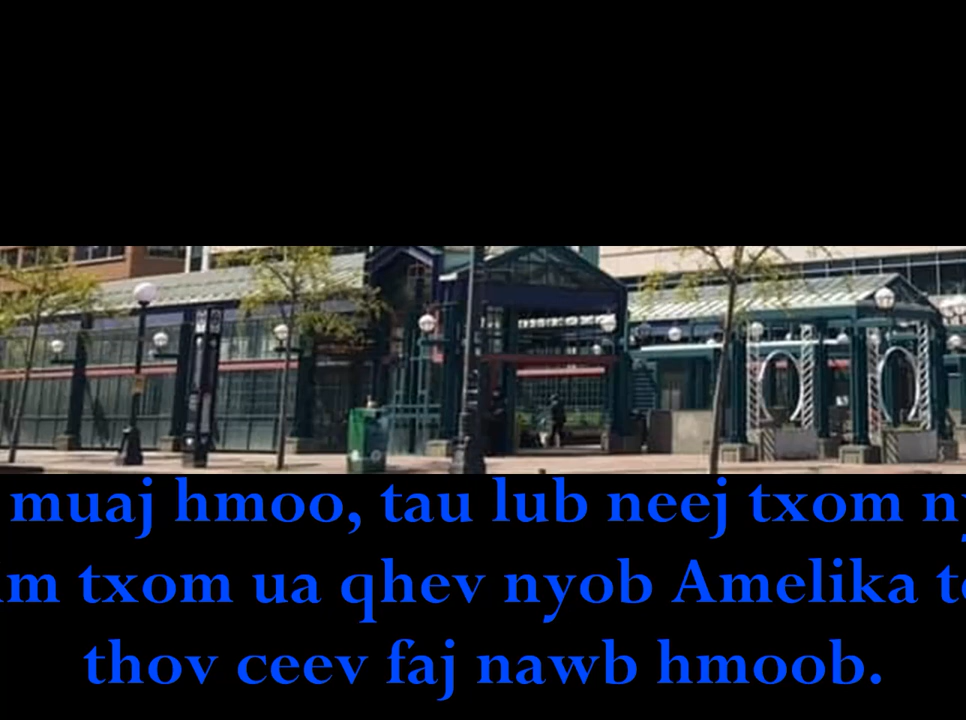 muaj hmoo, tau lub neej txom
txom ua qhev nyob Amelika
thov ceev faj nawb hmoob.